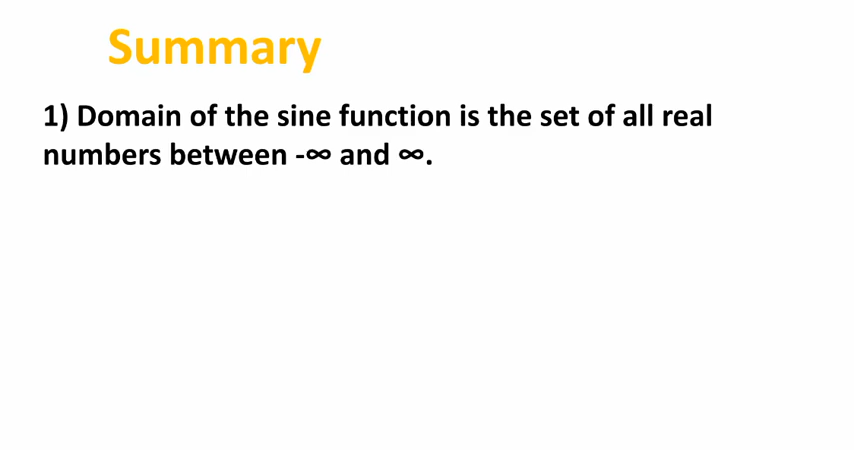 Summary
1) Domain of the sine function is the set of all real
numbers between -∞ and ∞.